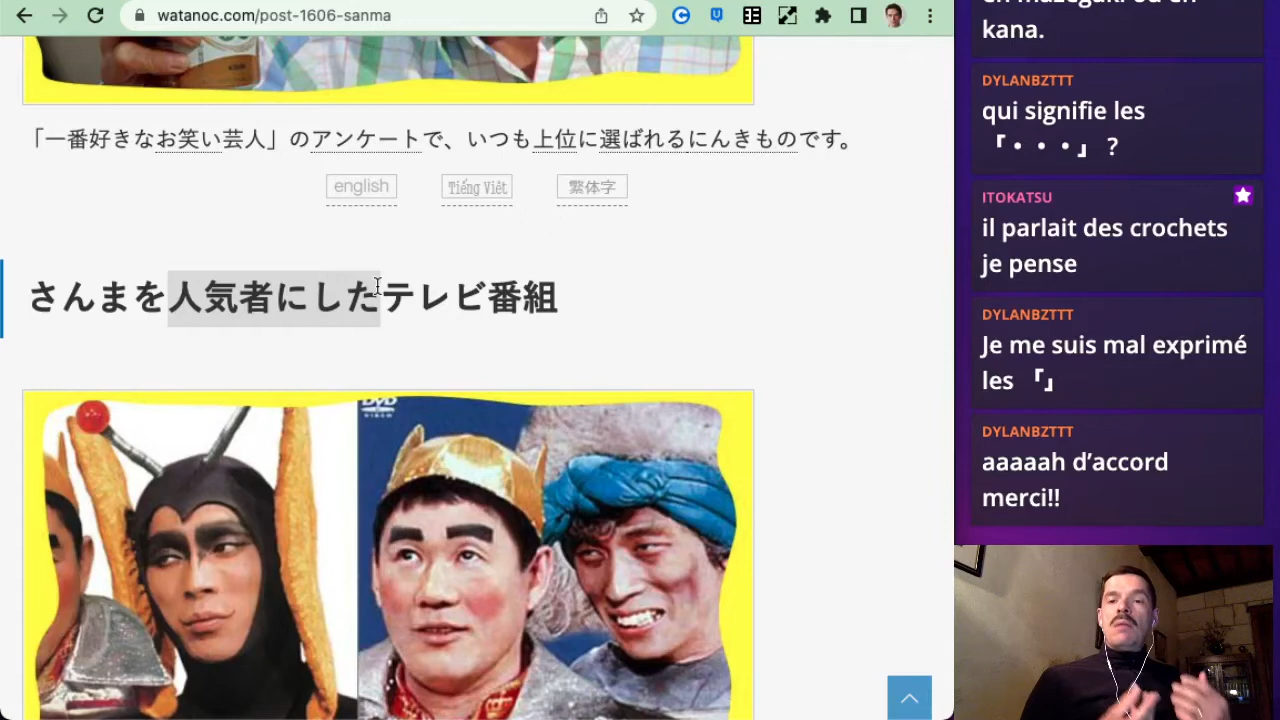 watanoc.com/post-1606-sanma
「一番好きなお笑い芸人」のアンケートで、いつも上位に選ばれるにんきものです。
english
Tiếng Việt
繁体字
さんまを人気者にしたテレビ番組
DVD
VIDEO
kana.
DYLANBZTTT
qui signifie les
『・・・』 ?
ITOKATSU
il parlait des crochets
je pense
DYLANBZTTT
Je me suis mal exprimé
les 『』
DYLANBZTTT
aaaaah d’accord
merci!!